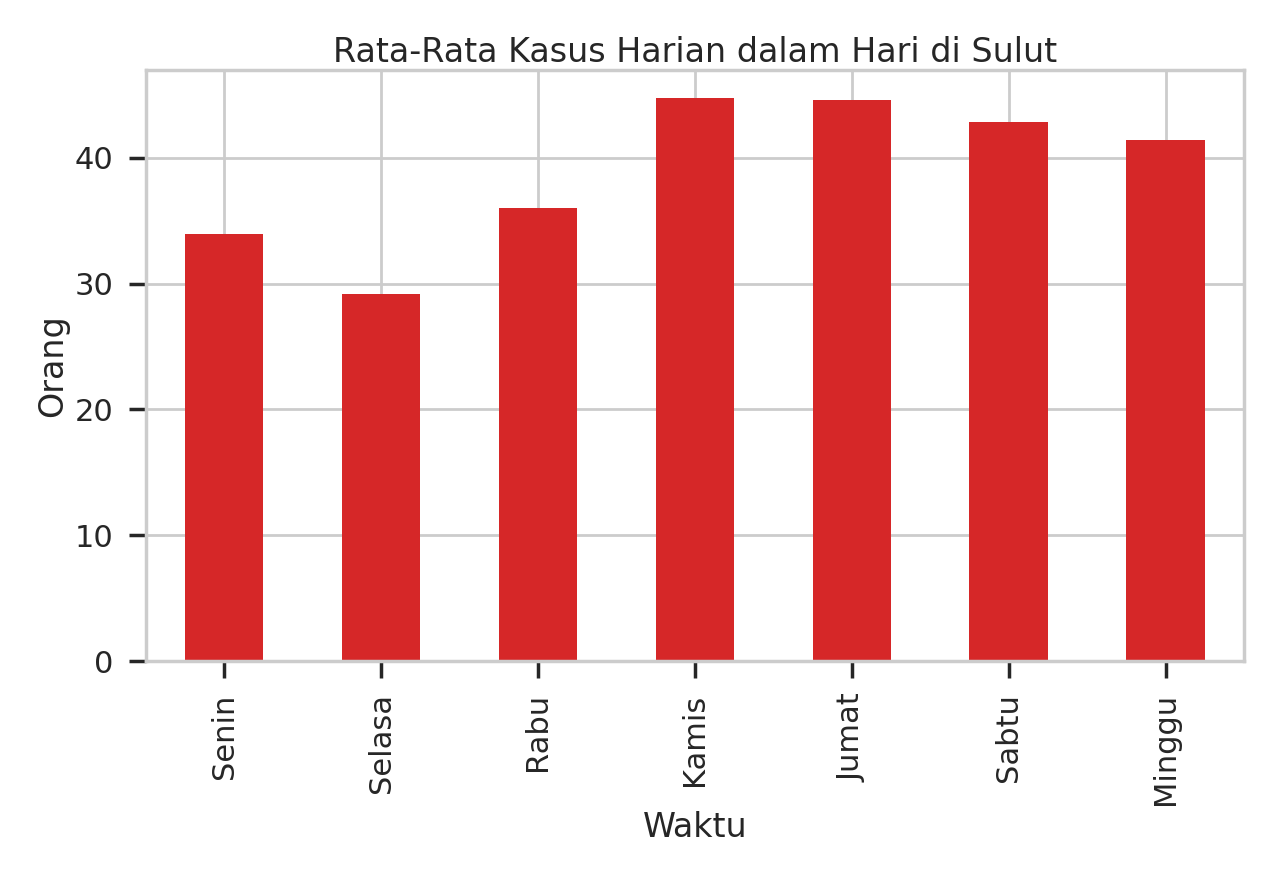 Rata-Rata Kasus Harian dalam Hari di Sulut
Orang
40
30
20
10
0
Senin
Selasa
Rabu
Kamis
Jumat
Sabtu
Minggu
Waktu